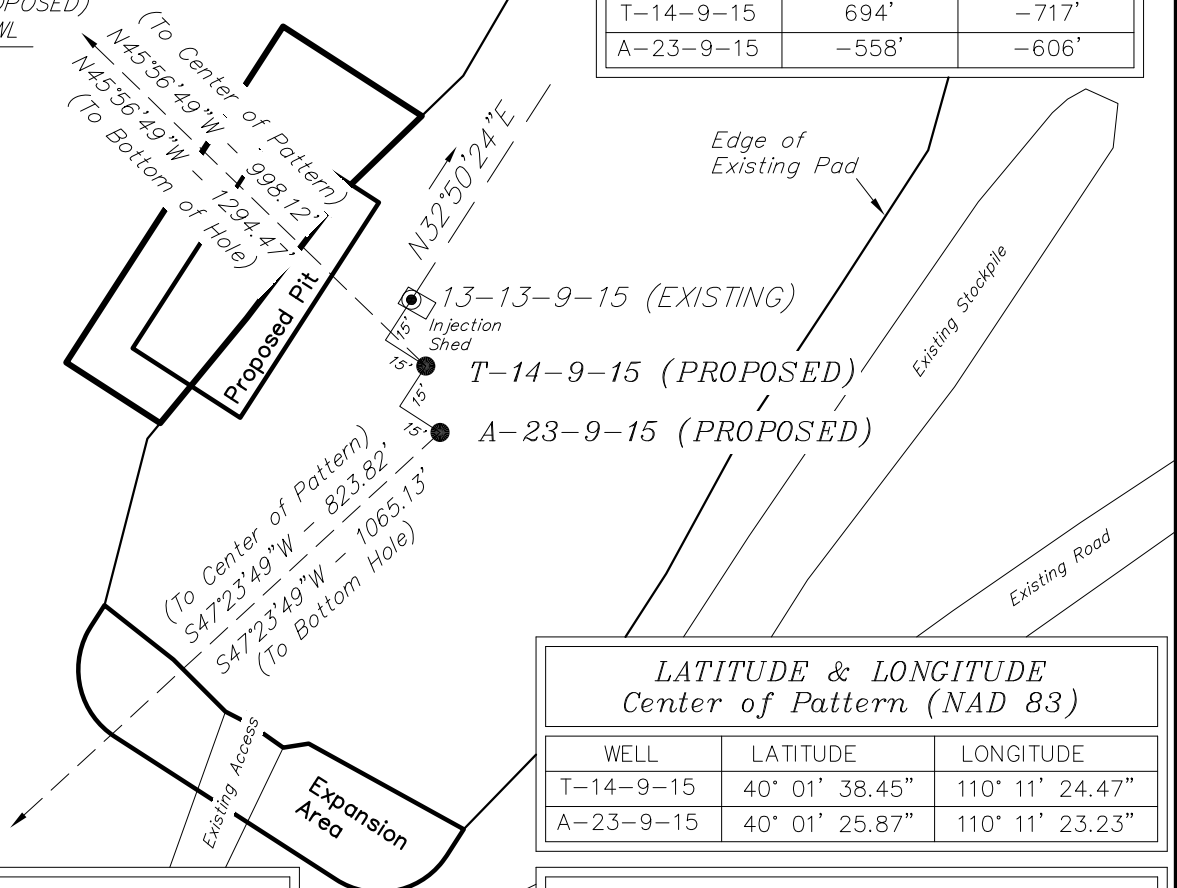 OPOSED)
WL
T-14-9-15 694' -717'
A-23-9-15 -558' -606'
(To Center of Pattern)
N45°56'49"W - 998.12'
N45°56'49"W - 1294.47'
(To Bottom of Hole)
N32°50'24"E
Edge of
Existing Pad
Proposed Pit
13-13-9-15 (EXISTING)
15'
Injection
Shed
15'
T-14-9-15 (PROPOSED)
15'
15'
A-23-9-15 (PROPOSED)
Existing Stockpile
(To Center of Pattern)
S47°23'49"W - 823.82'
S47°23'49"W - 1065.13'
(To Bottom Hole)
Existing Road
Existing Access
Expansion
Area
LATITUDE & LONGITUDE
Center of Pattern (NAD 83)
WELL LATITUDE LONGITUDE
T-14-9-15 40° 01' 38.45" 110° 11' 24.47"
A-23-9-15 40° 01' 25.87" 110° 11' 23.23"